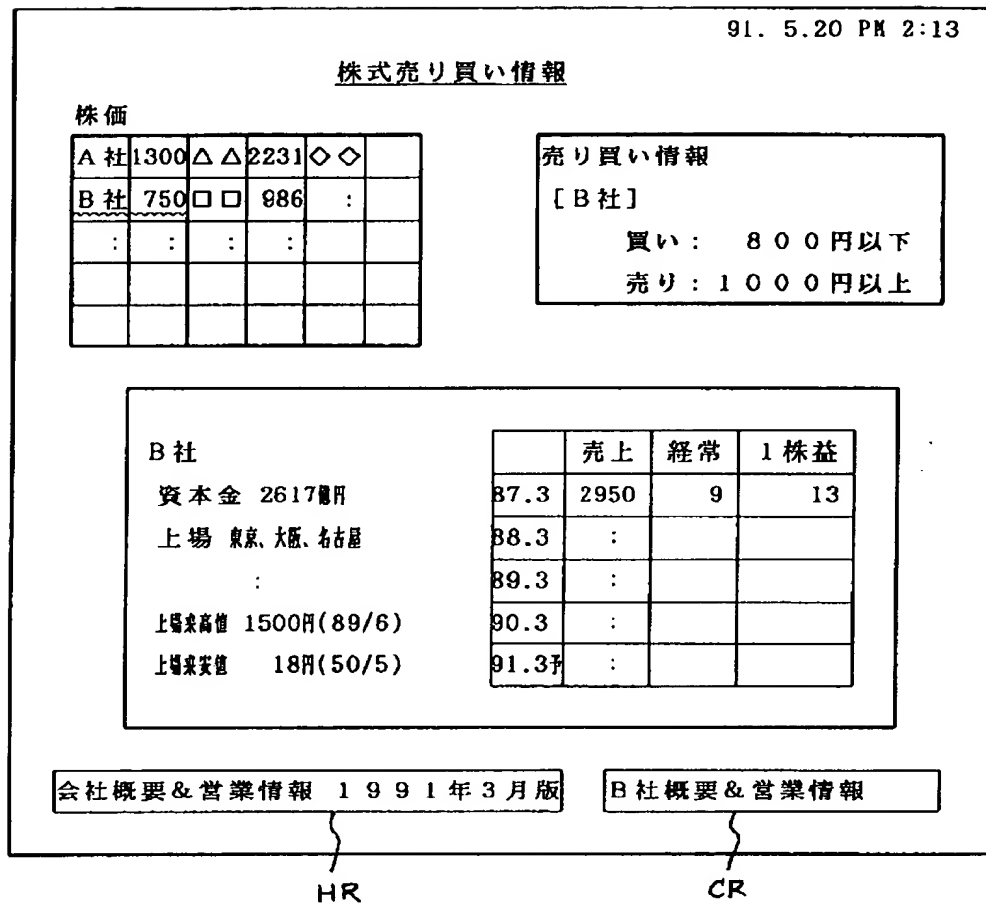 91. 5.20 PM 2:13
株式売り買い情報
株価
A社 1300 △△ 2231 ◇◇
B社 750 □□ 986 :
: : : :
売り買い情報
[B社]
買い: 800円以下
売り:1000円以上
B社
資本金 2617億円
上場 東京、大阪、名古屋
:
上場来高値 1500円(89/6)
上場来安値 18円(50/5)
売上 経常 1株益
87.3 2950 9 13
88.3 :
89.3 :
90.3 :
91.3予 :
会社概要&営業情報 1991年3月版
B社概要&営業情報
HR
CR